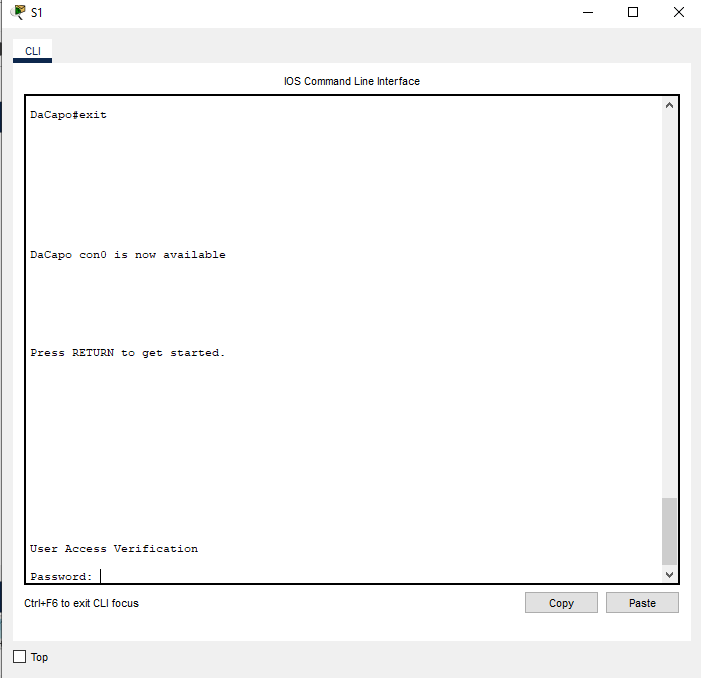 S1
CLI
IOS Command Line Interface
DaCapo#exit
DaCapo con0 is now available
Press RETURN to get started.
User Access Verification
Password:
Ctrl+F6 to exit CLI focus
Copy
Paste
Top